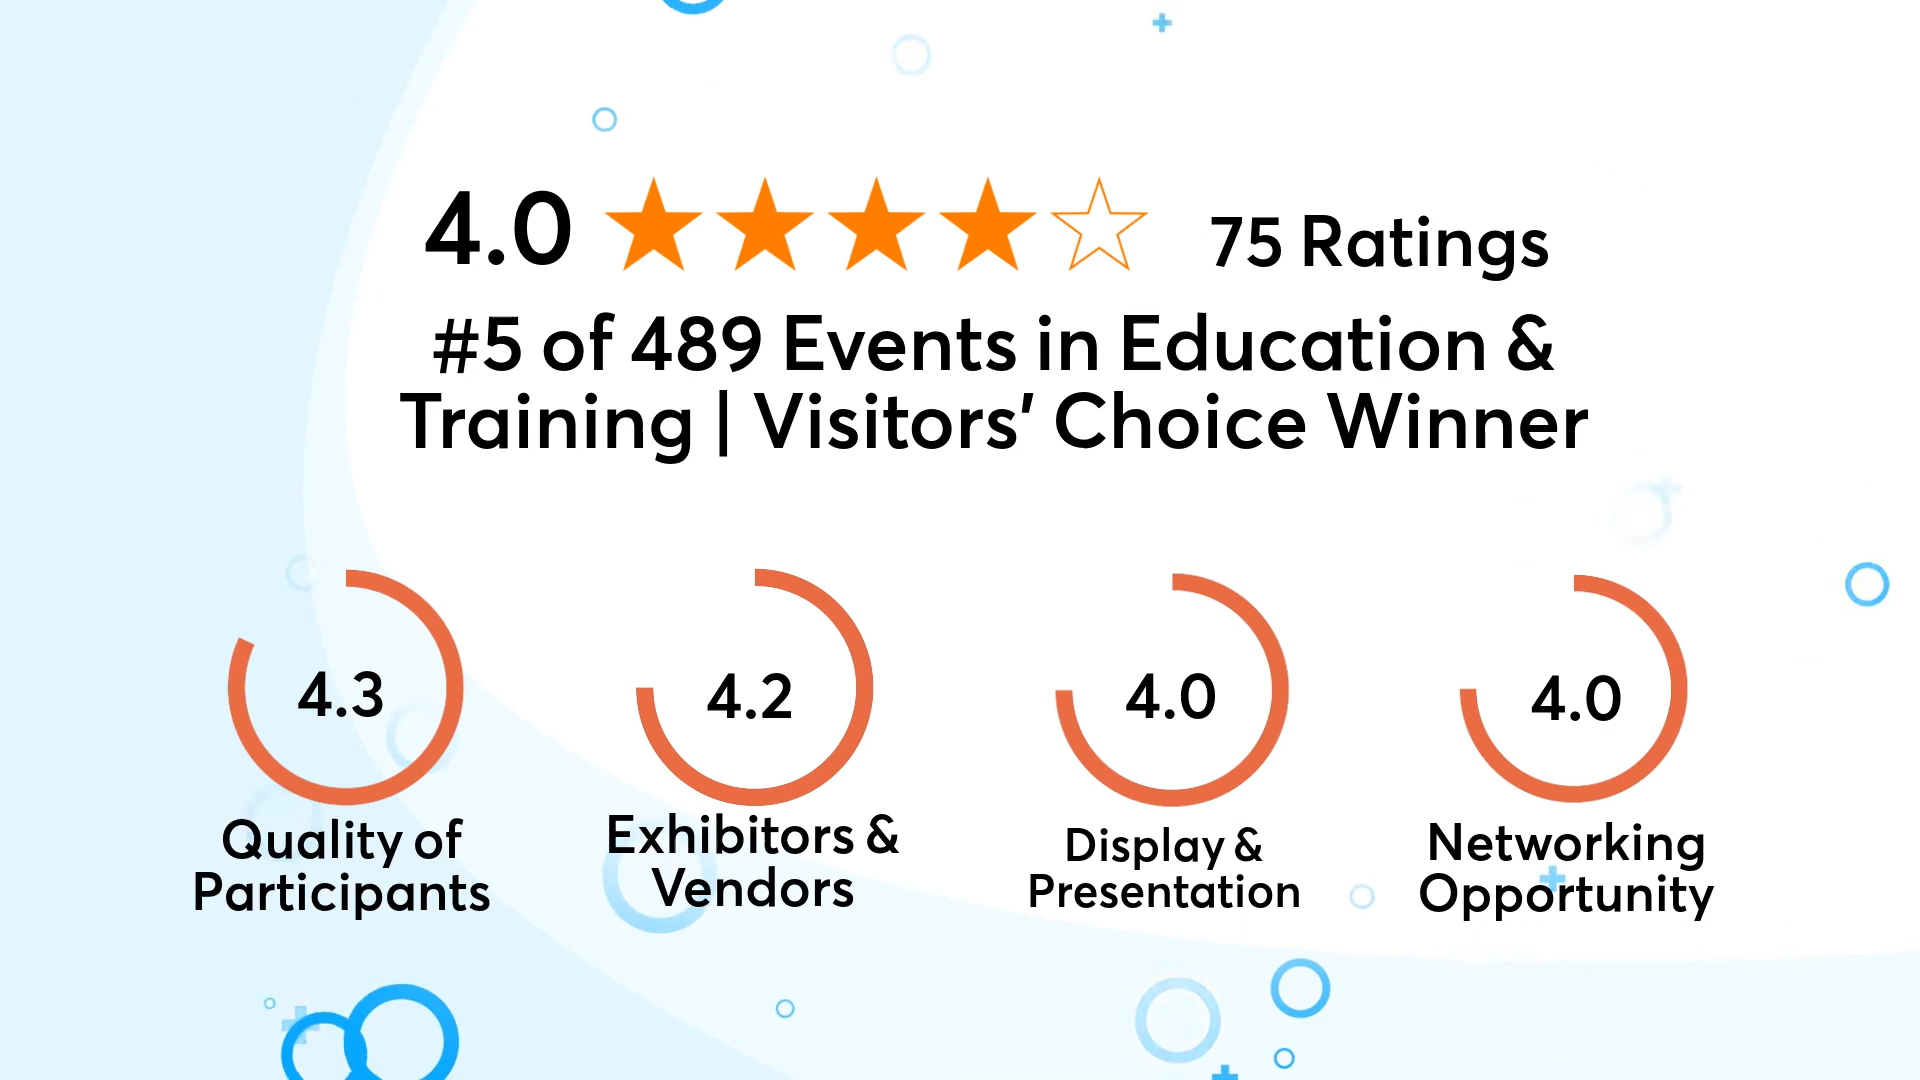 4.0 75 Ratings
#5 of 489 Events in Education &
Training | Visitors' Choice Winner
4.3
4.2
4.0
4.0
Quality of
Participants
Exhibitors &
Vendors
Display &
Presentation
Networking
Opportunity